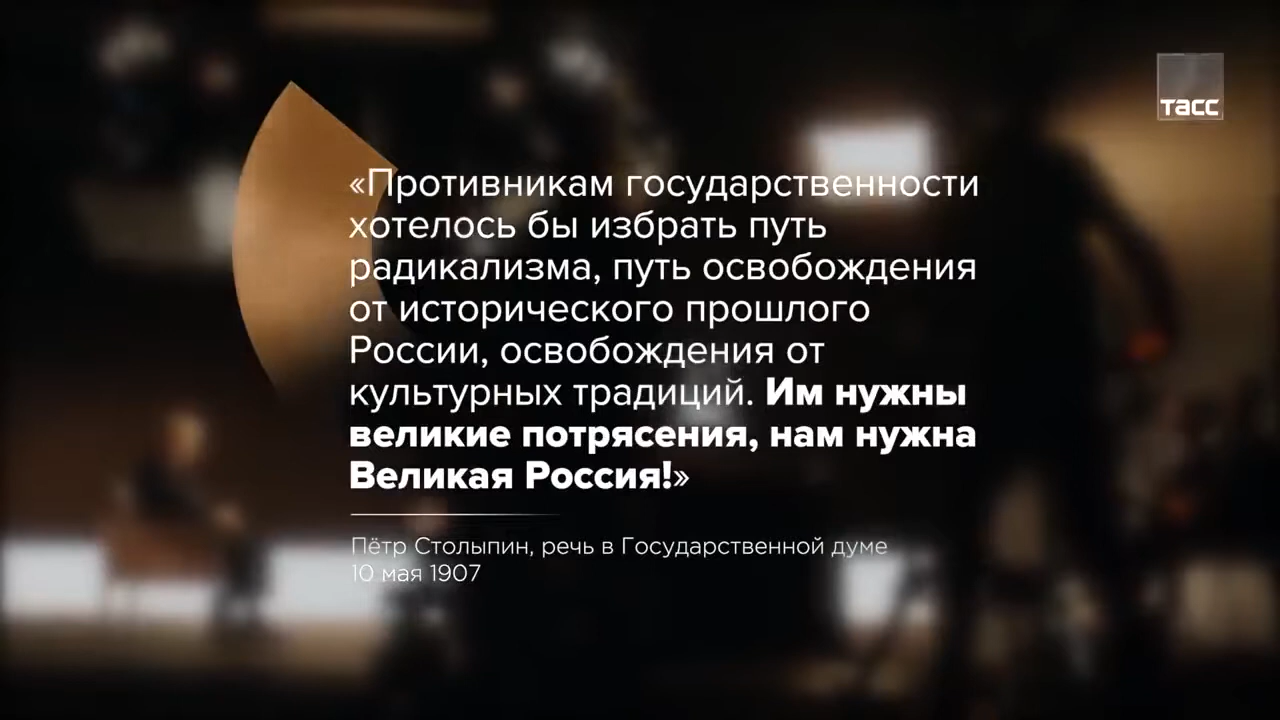 тасс
«Противникам государственности
хотелось бы избрать путь
радикализма, путь освобождения
от исторического прошлого
России, освобождения от
культурных традиций. Им нужны
великие потрясения, нам нужна
Великая Россия!»
Пётр Столыпин, речь в Государственной думе
10 мая 1907